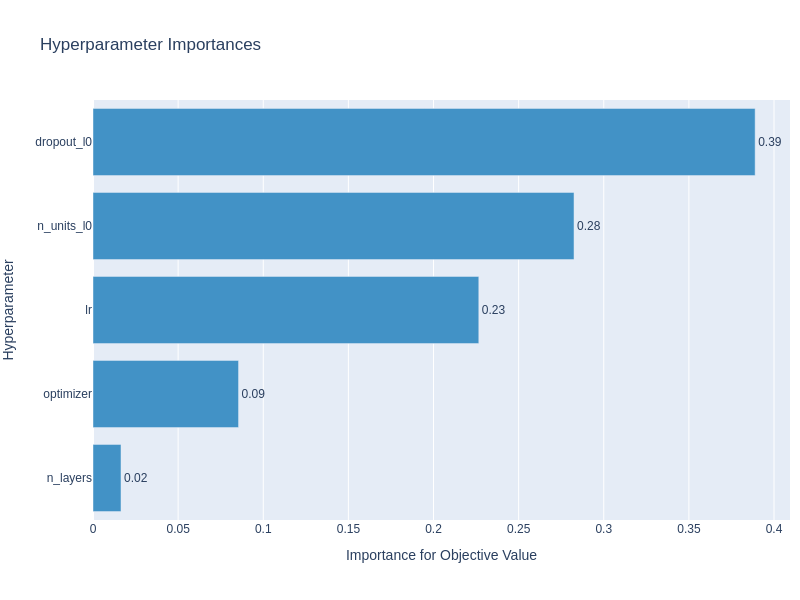 Hyperparameter Importances
Hyperparameter
dropout_l0
0.39
n_units_l0
0.28
lr
0.23
optimizer
0.09
n_layers
0.02
0 0.05 0.1 0.15 0.2 0.25 0.3 0.35 0.4
Importance for Objective Value